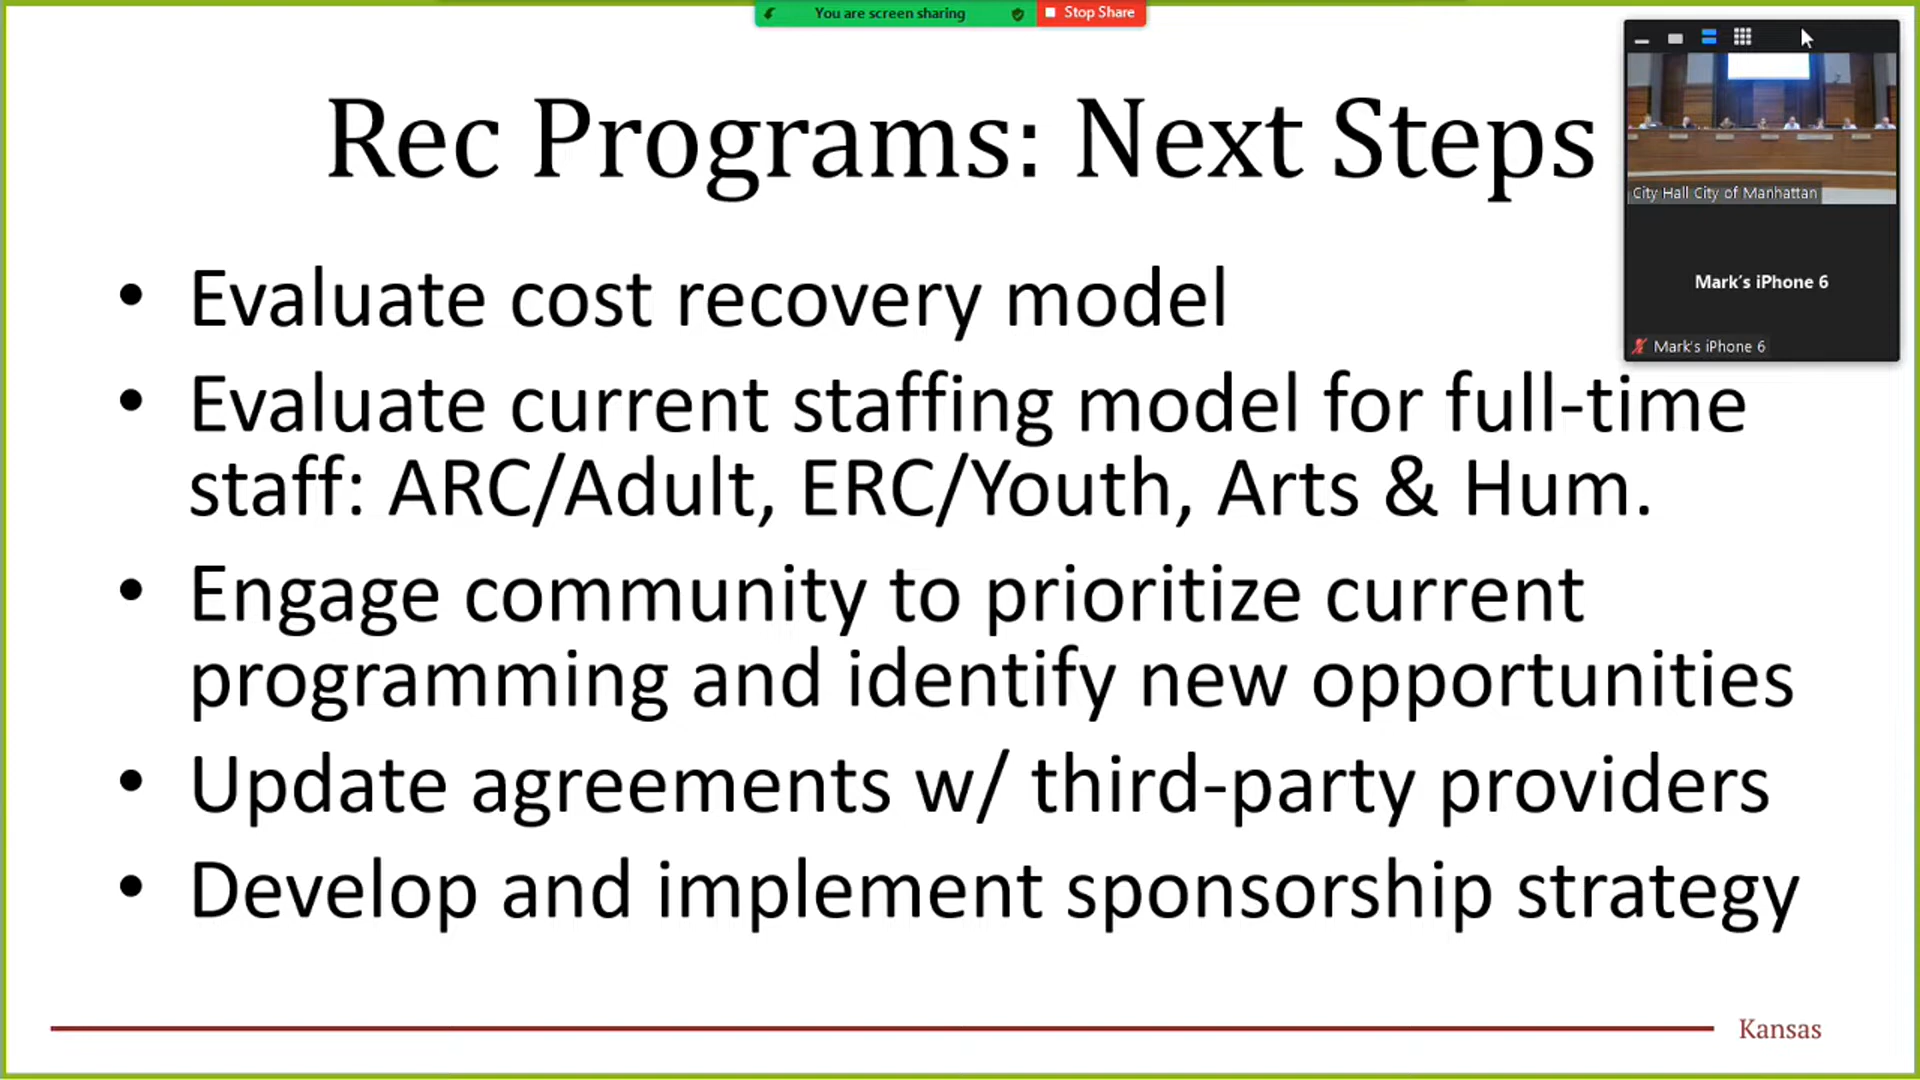 You are screen sharing
Stop Share
Rec Programs: Next Steps
City Hall City of Manhattan
Mark's iPhone 6
Mark's iPhone 6
• Evaluate cost recovery model
• Evaluate current staffing model for full-time
staff: ARC/Adult, ERC/Youth, Arts & Hum.
• Engage community to prioritize current
programming and identify new opportunities
• Update agreements w/ third-party providers
• Develop and implement sponsorship strategy
Kansas